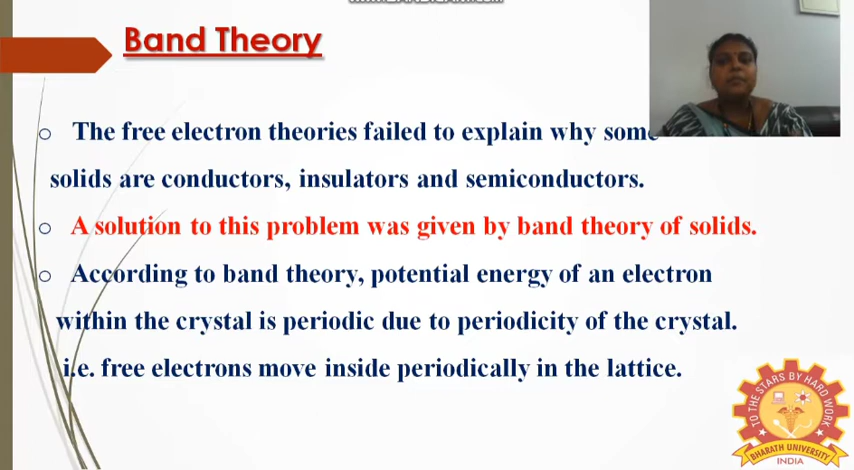 Band Theory
o The free electron theories failed to explain why some
solids are conductors, insulators and semiconductors.
o A solution to this problem was given by band theory of solids.
o According to band theory, potential energy of an electron
within the crystal is periodic due to periodicity of the crystal.
i.e. free electrons move inside periodically in the lattice.
TO THE STARS BY HARD WORK
BHARATH UNIVERSITY
INDIA